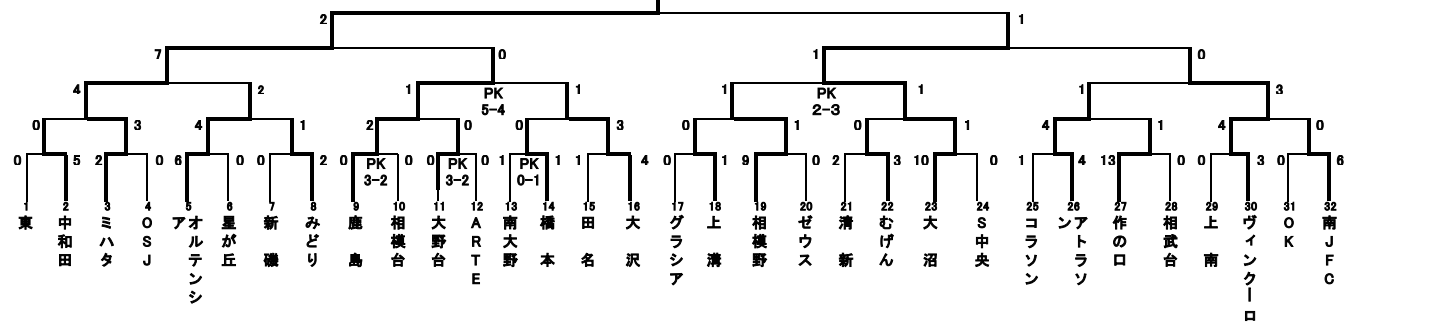 2 1
7 0 1 0
4 2 1 PK 1 1 PK 1 1 3
5-4 2-3
0 3 4 1 2 0 0 3 0 1 0 1 4 1 4 0
0 5 2 0 6 0 0 2 0 PK 0 0 PK 0 1 PK 1 1 4 0 1 9 0 2 3 10 0 1 4 13 0 0 3 0 6
3-2 3-2 0-1
1 東
2 中和田
3 ミハタ
4 OSJ
5 オルテンシア
6 星が丘
7 新磯
8 みどり
9 鹿島
10 相模台
11 大野台
12 ARTE
13 南大野
14 橋本
15 田名
16 大沢
17 グラシア
18 上溝
19 相模野
20 ゼウス
21 清新
22 むげん
23 大沼
24 S中央
25 コラソン
26 アトラソン
27 作の口
28 相武台
29 上南
30 ヴィンクーロ
31 OK
32 南JFC